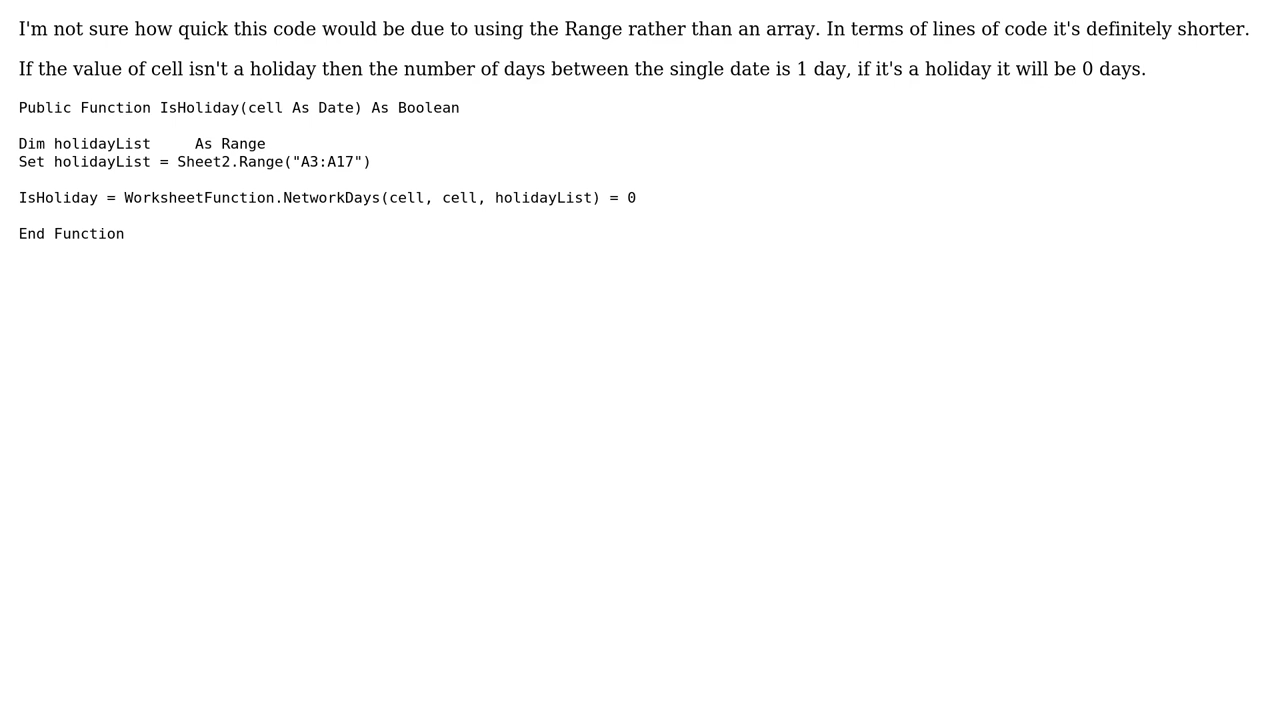 I'm not sure how quick this code would be due to using the Range rather than an array. In terms of lines of code it's definitely shorter.
If the value of cell isn't a holiday then the number of days between the single date is 1 day, if it's a holiday it will be 0 days.
Public Function IsHoliday(cell As Date) As Boolean
Dim holidayList     As Range
Set holidayList = Sheet2.Range("A3:A17")
IsHoliday = WorksheetFunction.NetworkDays(cell, cell, holidayList) = 0
End Function